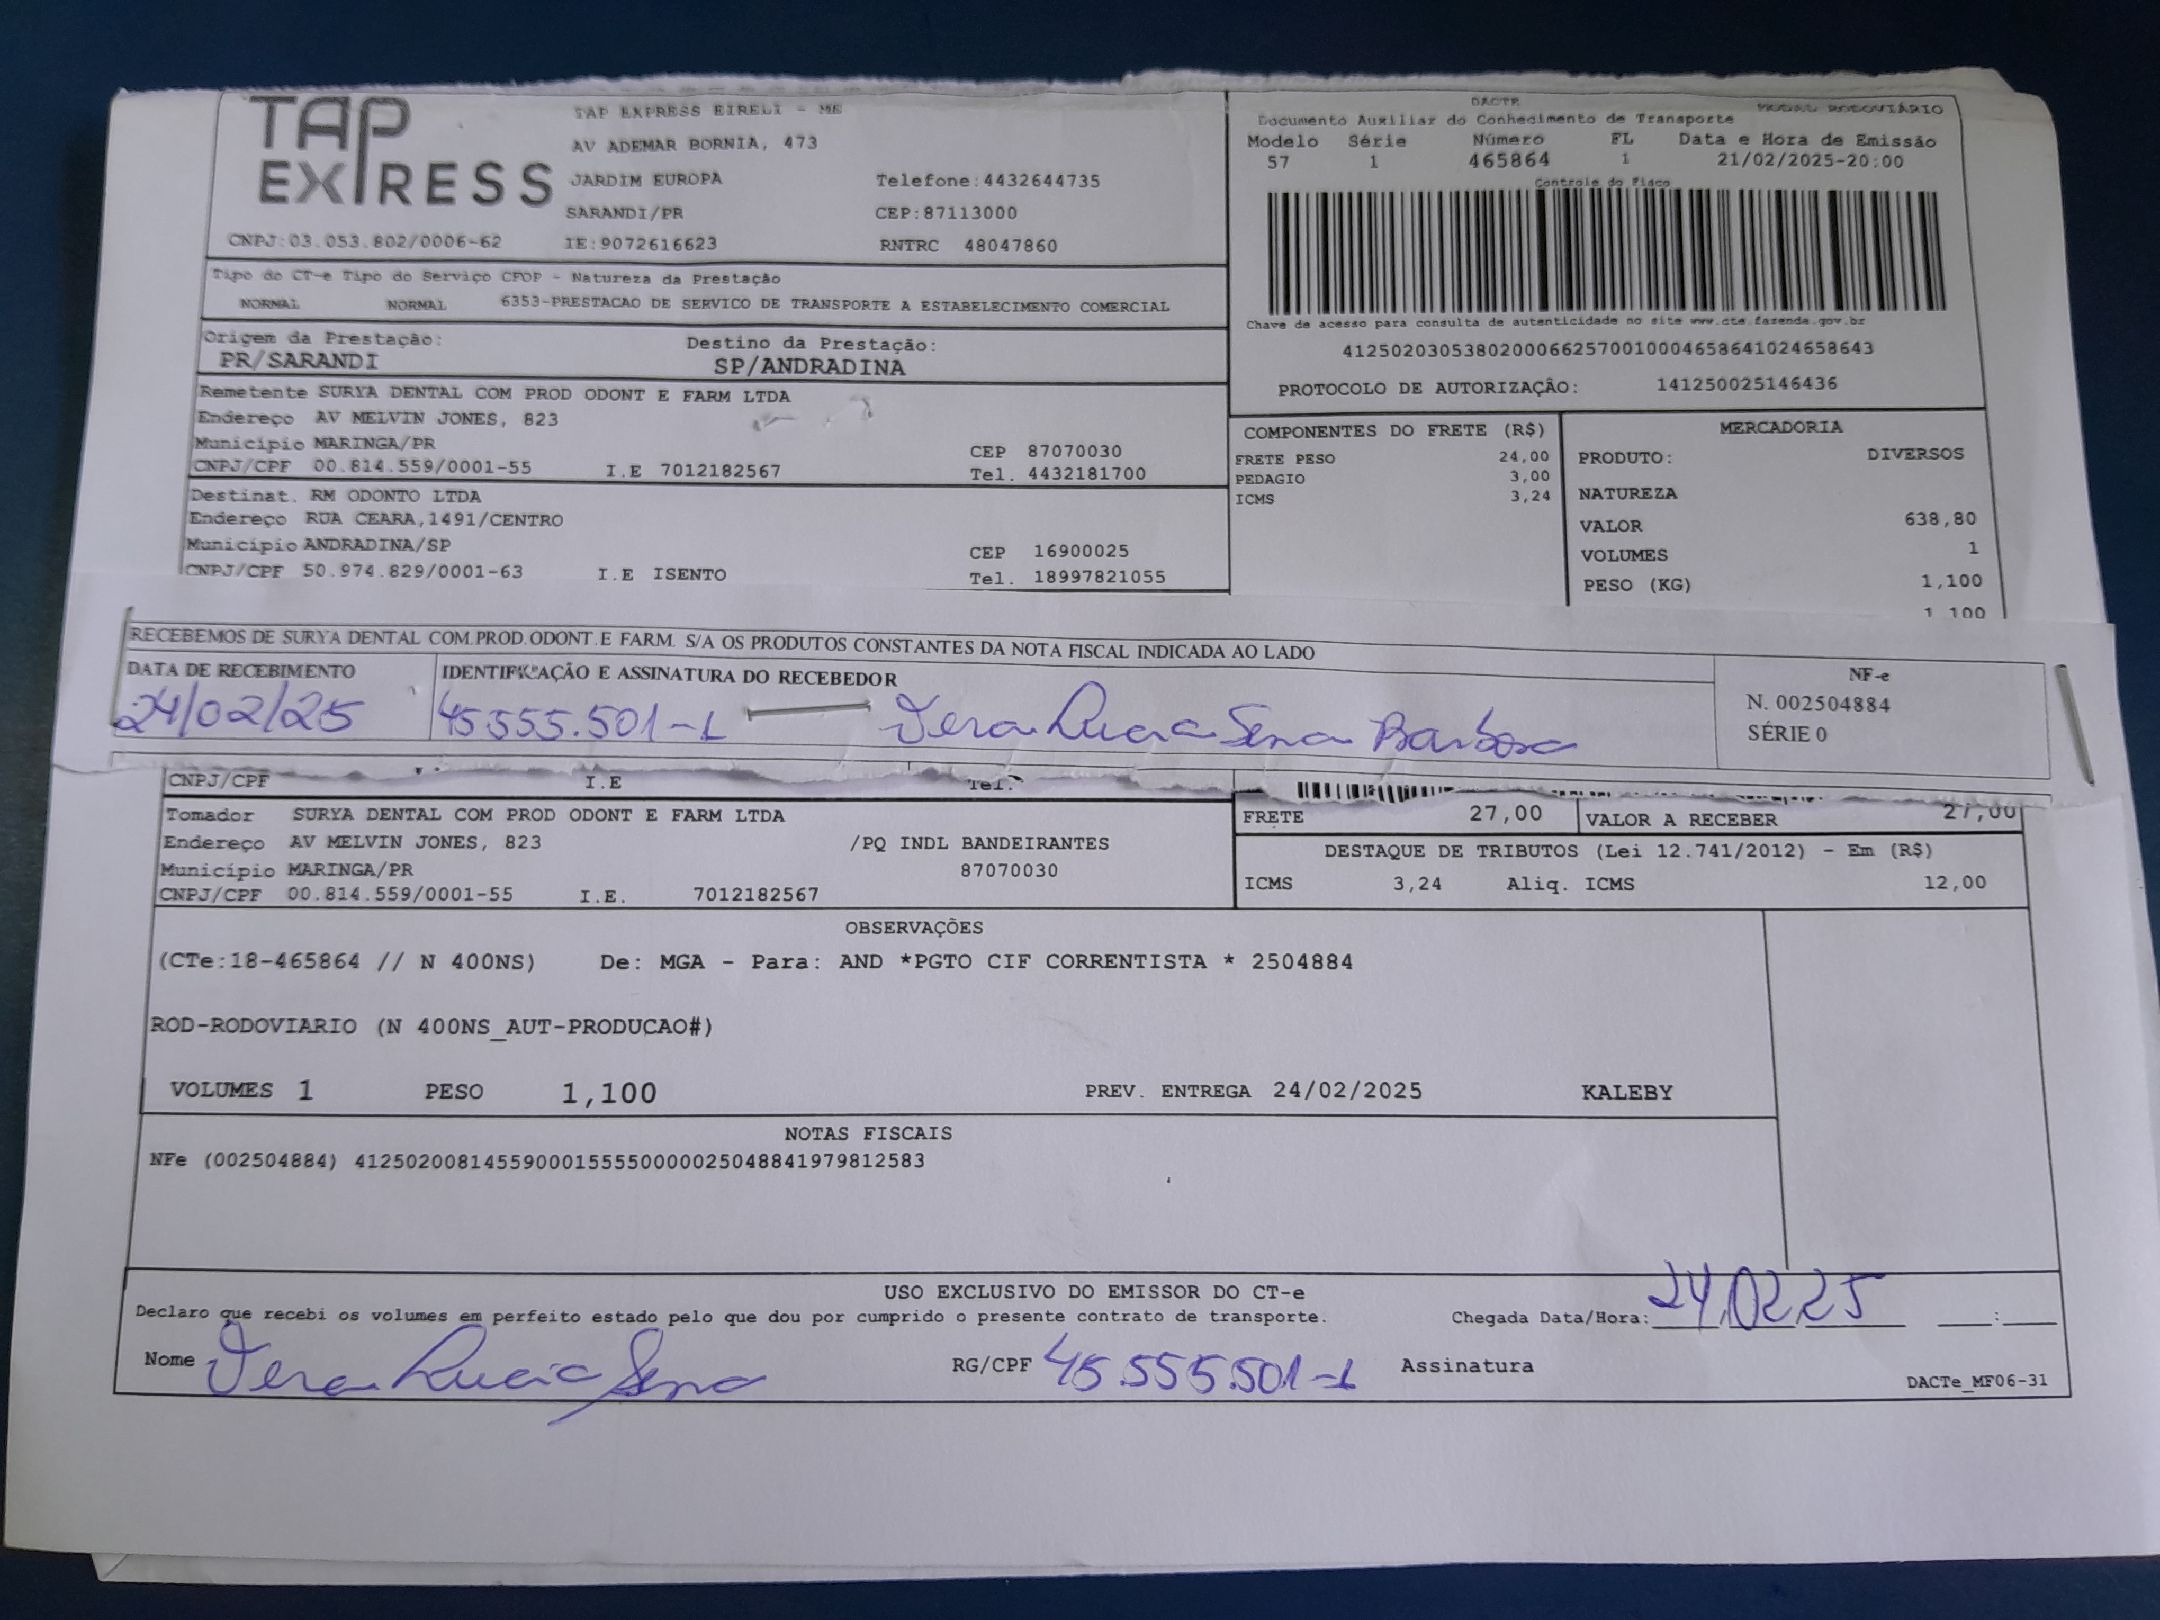 TAP EXPRESS
TAP EXPRESS EIRELI - ME
AV ADEMAR BORNIA, 473
JARDIM EUROPA Telefone:4432644735
SARANDI/PR CEP:87113000
CNPJ:03.053.802/0006-62 IE:9072616623 RNTRC 48047860
DACTE MODAL RODOVIÁRIO
Documento Auxiliar do Conhecimento de Transporte
Modelo Série Número FL Data e Hora de Emissão
57 1 465864 1 21/02/2025-20:00
Controle do Fisco
Chave de acesso para consulta de autenticidade no site www.cte.fazenda.gov.br
41250203053802000662570010004658641024658643
PROTOCOLO DE AUTORIZAÇÃO: 141250025146436
Tipo do CT-e Tipo do Serviço CFOP - Natureza da Prestação
NORMAL NORMAL 6353-PRESTACAO DE SERVICO DE TRANSPORTE A ESTABELECIMENTO COMERCIAL
Origem da Prestação: Destino da Prestação:
PR/SARANDI SP/ANDRADINA
Remetente SURYA DENTAL COM PROD ODONT E FARM LTDA
Endereço AV MELVIN JONES, 823
Município MARINGA/PR CEP 87070030
CNPJ/CPF 00.814.559/0001-55 I.E 7012182567 Tel. 4432181700
Destinat. RM ODONTO LTDA
Endereço RUA CEARA,1491/CENTRO
Município ANDRADINA/SP CEP 16900025
CNPJ/CPF 50.974.829/0001-63 I.E ISENTO Tel. 18997821055
COMPONENTES DO FRETE (R$)
FRETE PESO 24,00
PEDAGIO 3,00
ICMS 3,24
MERCADORIA
PRODUTO: DIVERSOS
NATUREZA
VALOR 638,80
VOLUMES 1
PESO (KG) 1,100
1,100
RECEBEMOS DE SURYA DENTAL COM.PROD.ODONT.E FARM. S/A OS PRODUTOS CONSTANTES DA NOTA FISCAL INDICADA AO LADO
DATA DE RECEBIMENTO IDENTIFICAÇÃO E ASSINATURA DO RECEBEDOR
24/02/25 45.555.501-1 Vera Lucia Sena Barbosa
NF-e
N. 002504884
SÉRIE 0
CNPJ/CPF I.E Tel.
Tomador SURYA DENTAL COM PROD ODONT E FARM LTDA
Endereço AV MELVIN JONES, 823 /PQ INDL BANDEIRANTES
Município MARINGA/PR 87070030
CNPJ/CPF 00.814.559/0001-55 I.E. 7012182567
FRETE 27,00 VALOR A RECEBER 27,00
DESTAQUE DE TRIBUTOS (Lei 12.741/2012) - Em (R$)
ICMS 3,24 Aliq. ICMS 12,00
OBSERVAÇÕES
(CTe:18-465864 // N 400NS) De: MGA - Para: AND *PGTO CIF CORRENTISTA * 2504884
ROD-RODOVIARIO (N 400NS_AUT-PRODUCAO#)
VOLUMES 1 PESO 1,100 PREV. ENTREGA 24/02/2025 KALEBY
NOTAS FISCAIS
NFe (002504884) 41250200814559000155550000025048841979812583
USO EXCLUSIVO DO EMISSOR DO CT-e
Declaro que recebi os volumes em perfeito estado pelo que dou por cumprido o presente contrato de transporte. Chegada Data/Hora: 24,02,25 :
Nome Vera Lucia Sena RG/CPF 45.555.501-1 Assinatura
DACTe_MF06-31